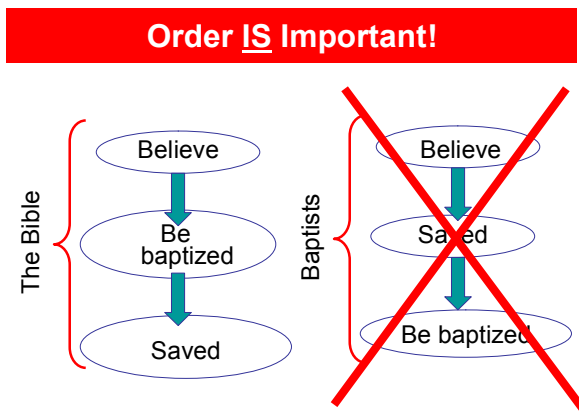 Order IS Important!
The Bible
Believe
Be
baptized
Saved
Baptists
Believe
Saved
Be baptized